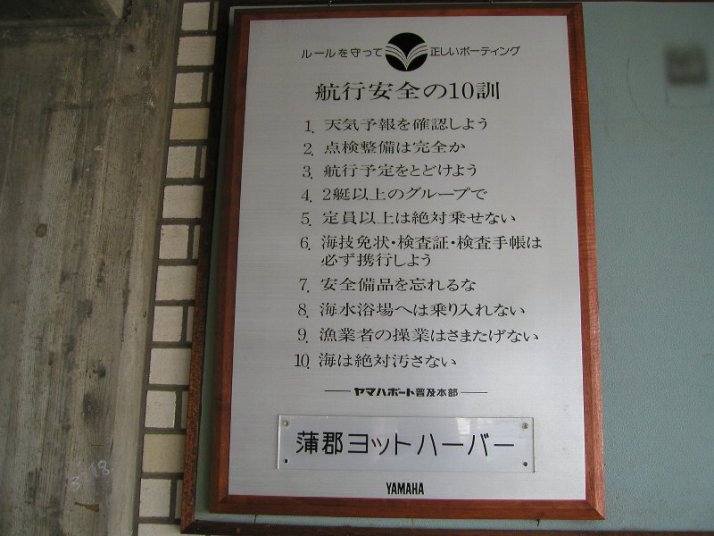 ルールを守って 正しいボーティング
航行安全の10訓
1. 天気予報を確認しよう
2. 点検整備は完全か
3. 航行予定をとどけよう
4. 2艇以上のグループで
5. 定員以上は絶対乗せない
6. 海技免状・検査証・検査手帳は
必ず携行しよう
7. 安全備品を忘れるな
8. 海水浴場へは乗り入れない
9. 漁業者の操業はさまたげない
10. 海は絶対汚さない
ヤマハボート普及本部
蒲郡ヨットハーバー
YAMAHA